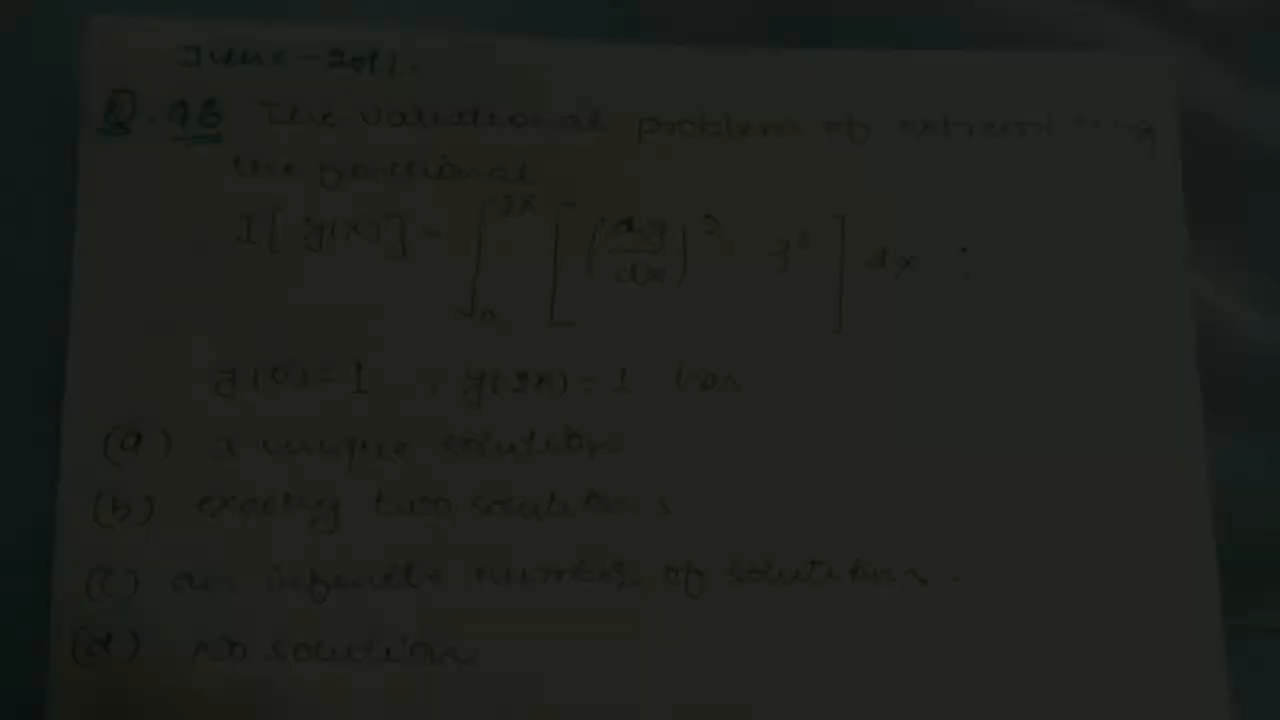 June - 2011.
Q. 98 The variational problem of extremizing
the functional
I[y(x)] = ∫₀^2π [(dy/dx)² y²] dx ;
y(0) = 1, y(2π) = 1 has
(a) a unique solution
(b) exactly two solutions
(c) an infinite number of solutions.
(d) no solution